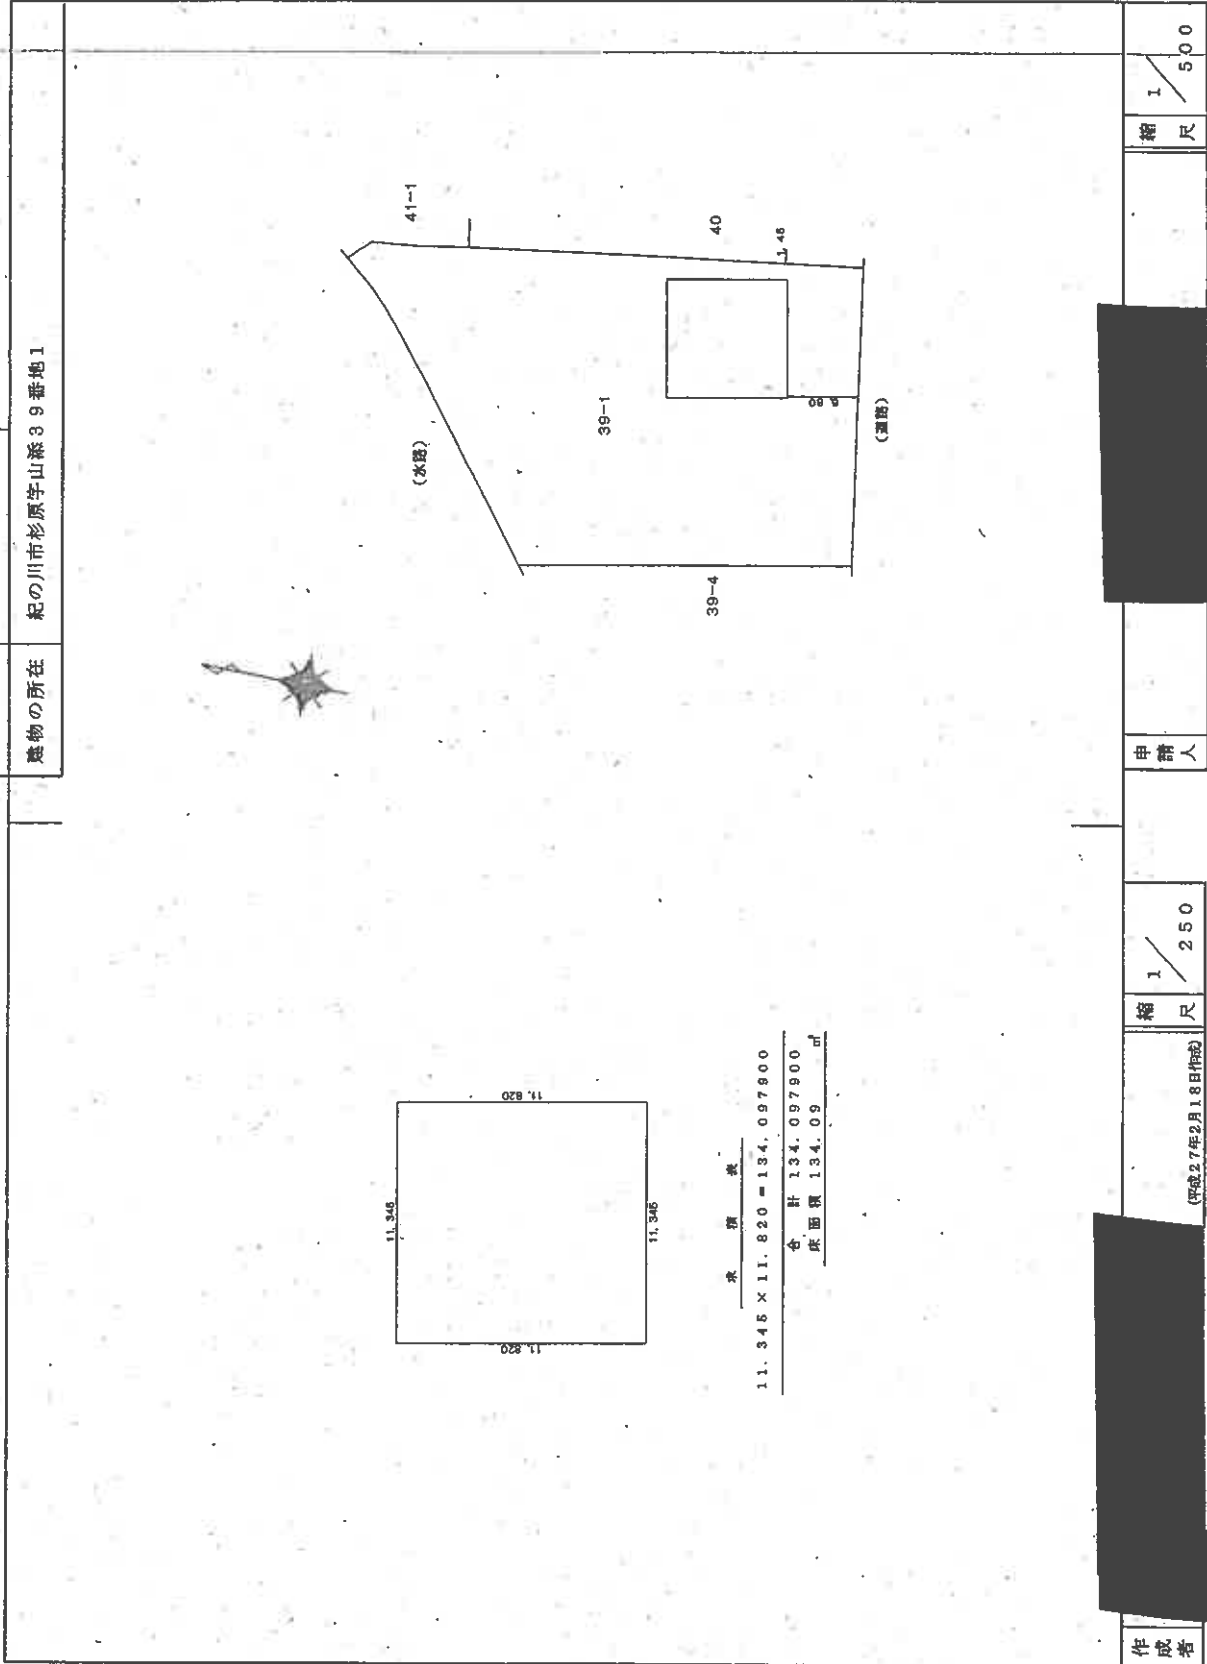 建物の所在 紀の川市杉原字山添39番地1
41-1
40
1.45
(水路)
39-1
39-4
(道路)
11.345
11.820
11.820
11.345
求積表
11.345×11.820=134.097900
合計 134.097900
床面積 134.09 ㎡
作成者
(平成27年2月18日作成)
縮尺 1/250
申請人
縮尺 1/500